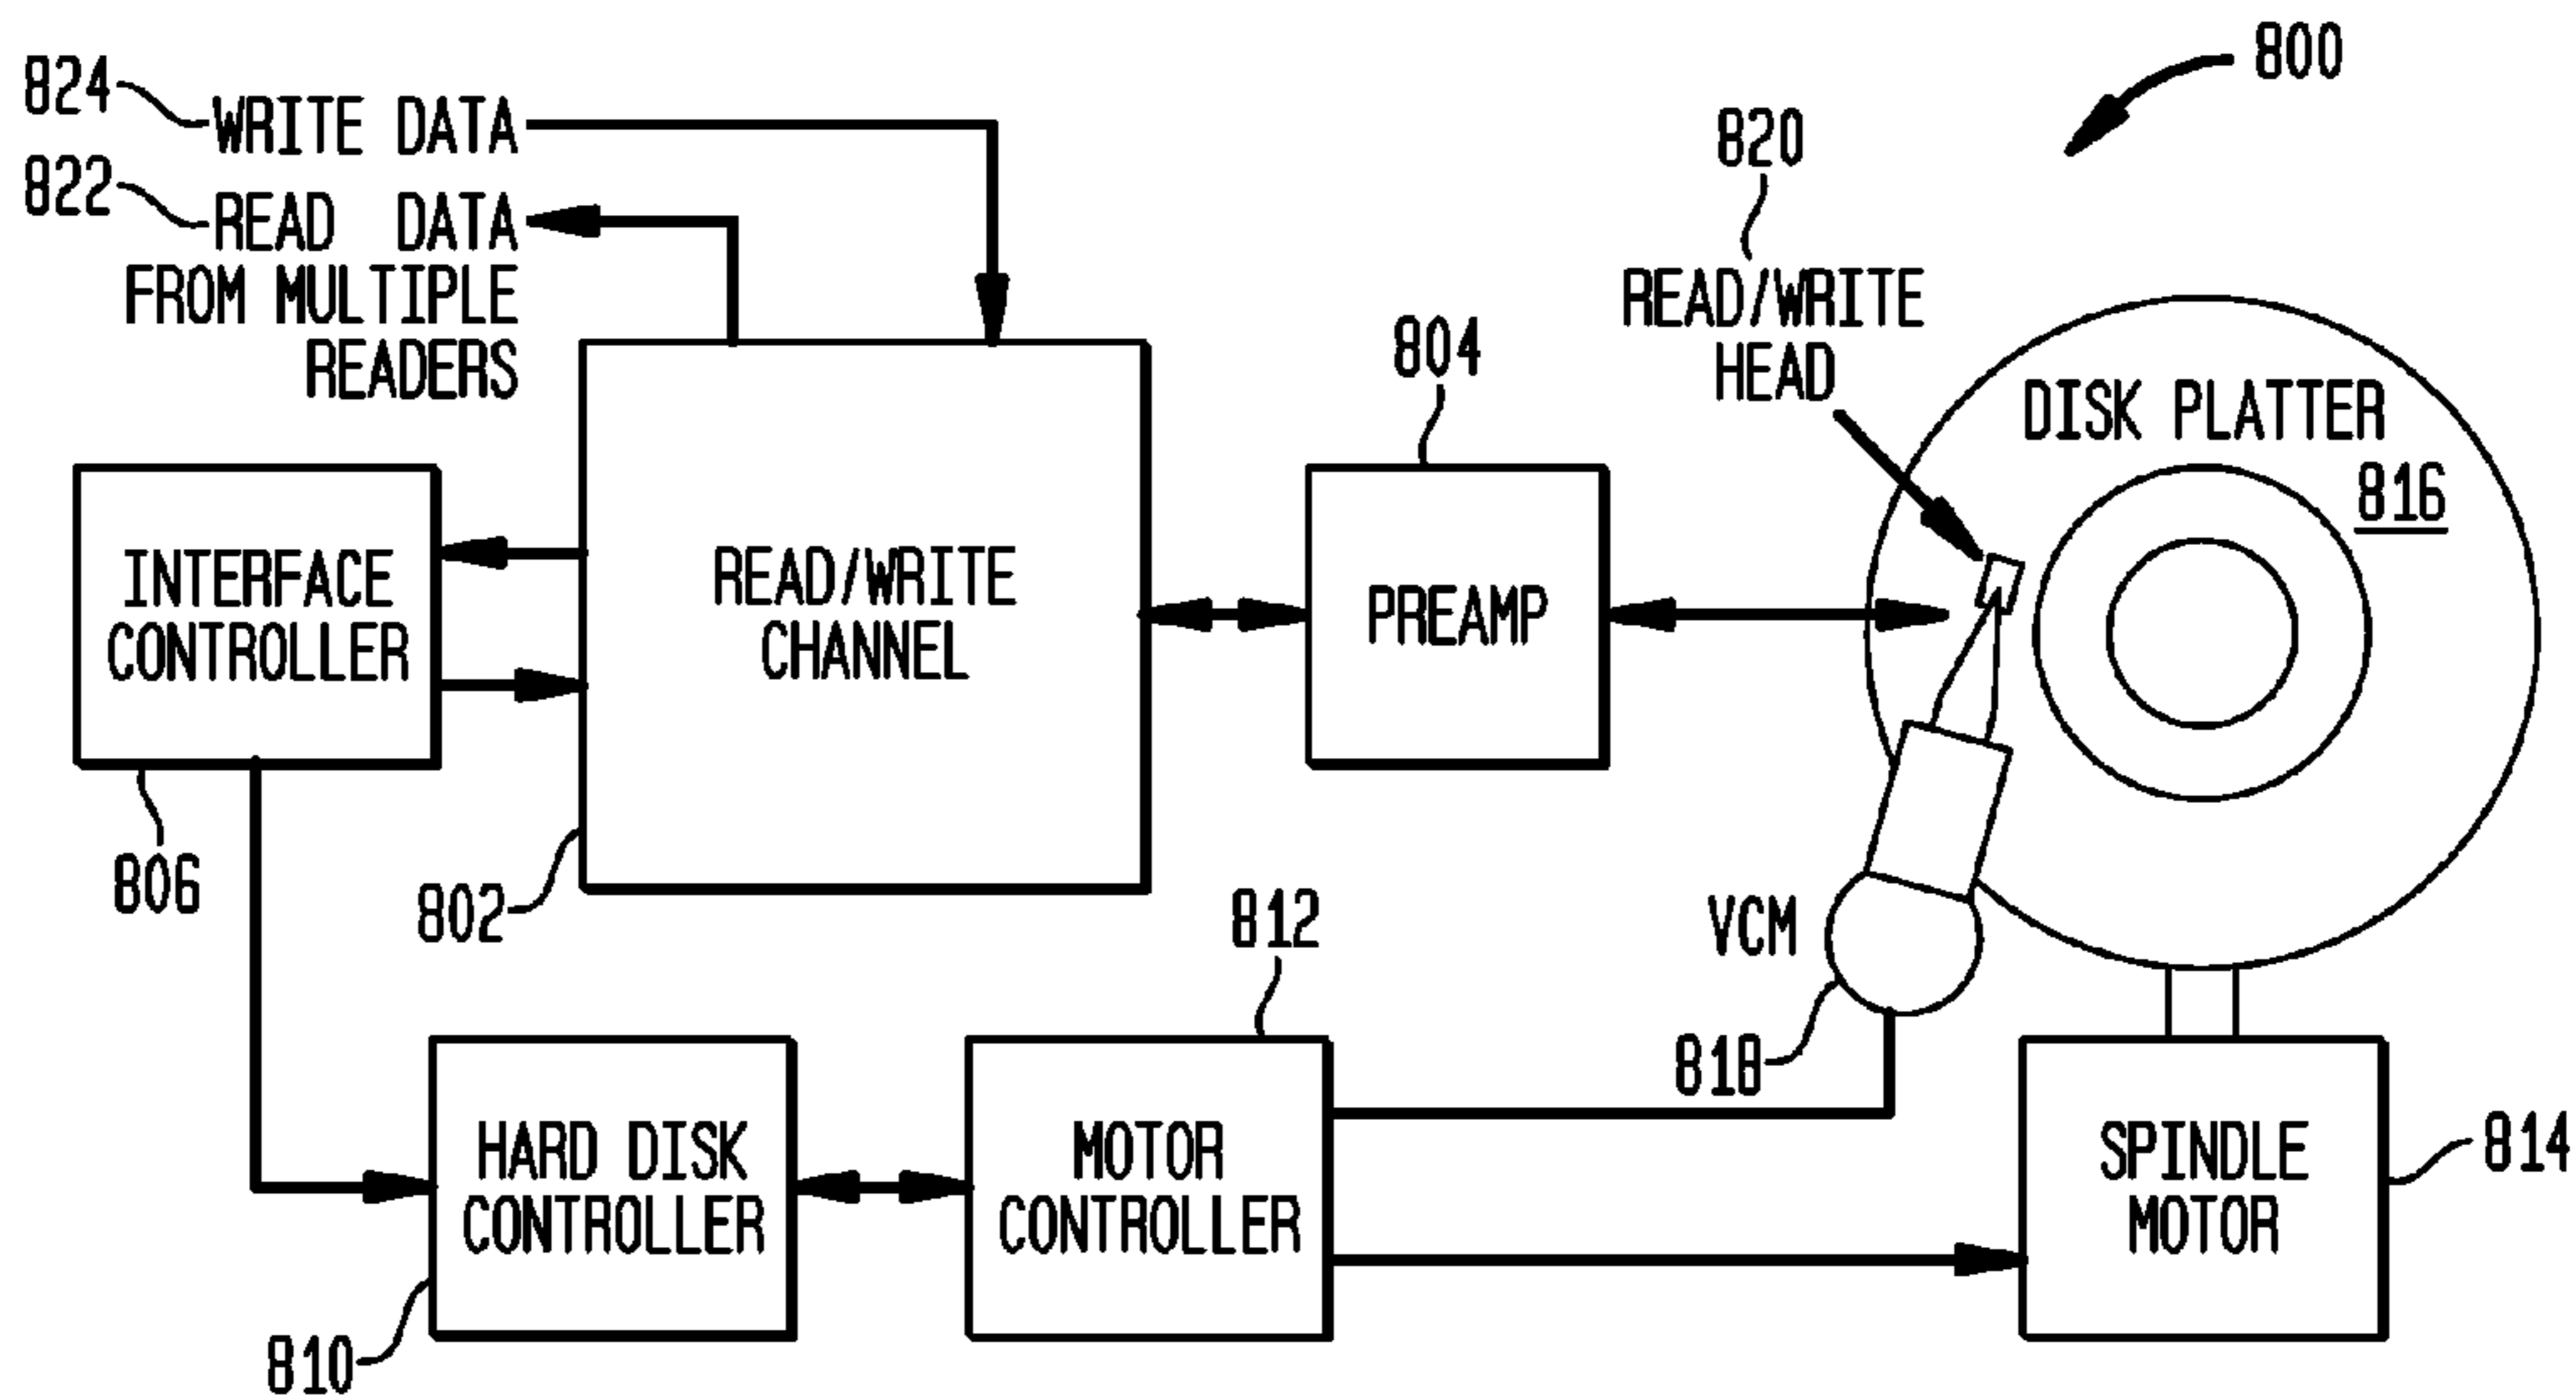 800
824
WRITE DATA
822
READ DATA
FROM MULTIPLE
READERS
820
READ/WRITE
HEAD
804
DISK PLATTER
816
INTERFACE
CONTROLLER
READ/WRITE
CHANNEL
PREAMP
806
802
812
VCM
818
HARD DISK
CONTROLLER
MOTOR
CONTROLLER
SPINDLE
MOTOR
814
810